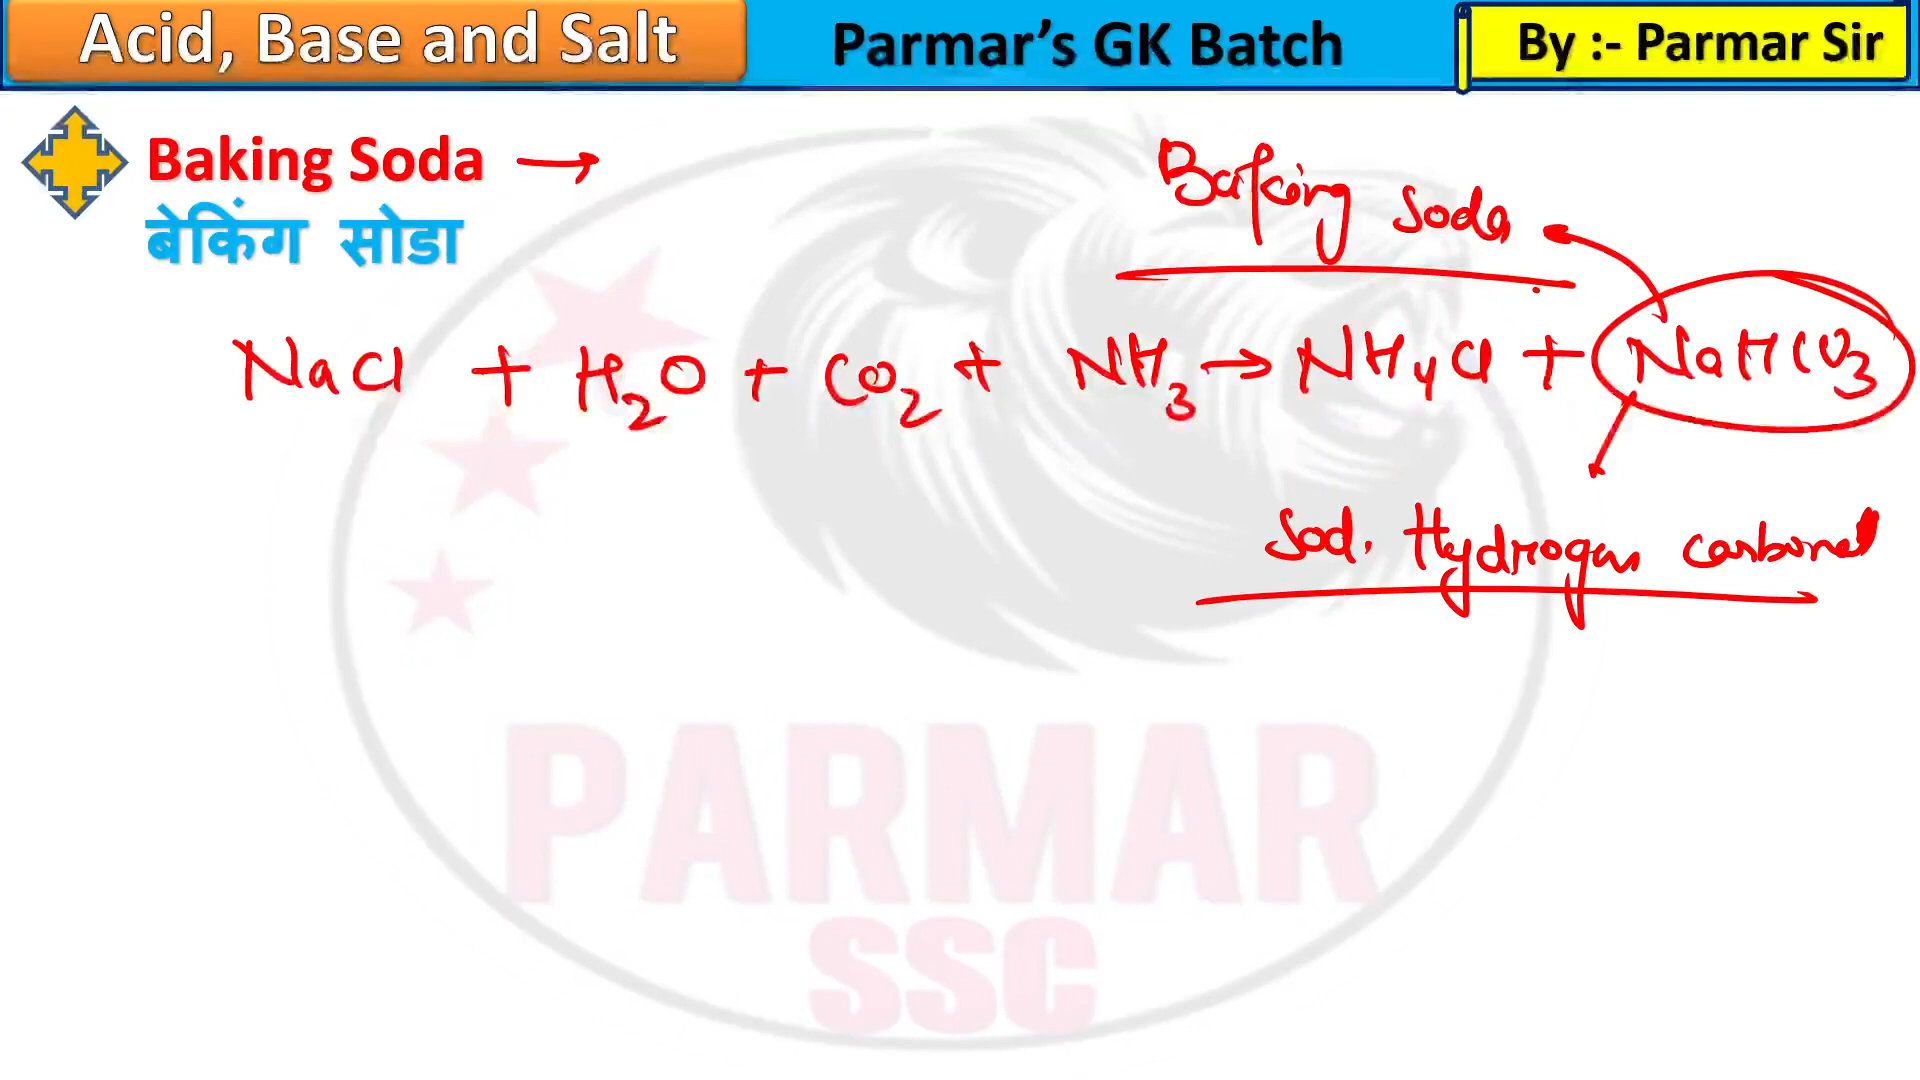 Acid, Base and Salt
Parmar's GK Batch
By :- Parmar Sir
Baking Soda →
बेकिंग सोडा
Baking Soda
NaCl + H₂O + CO₂ + NH₃ → NH₄Cl + NaHCO₃
Sod. Hydrogen carbonat
PARMAR
SSC